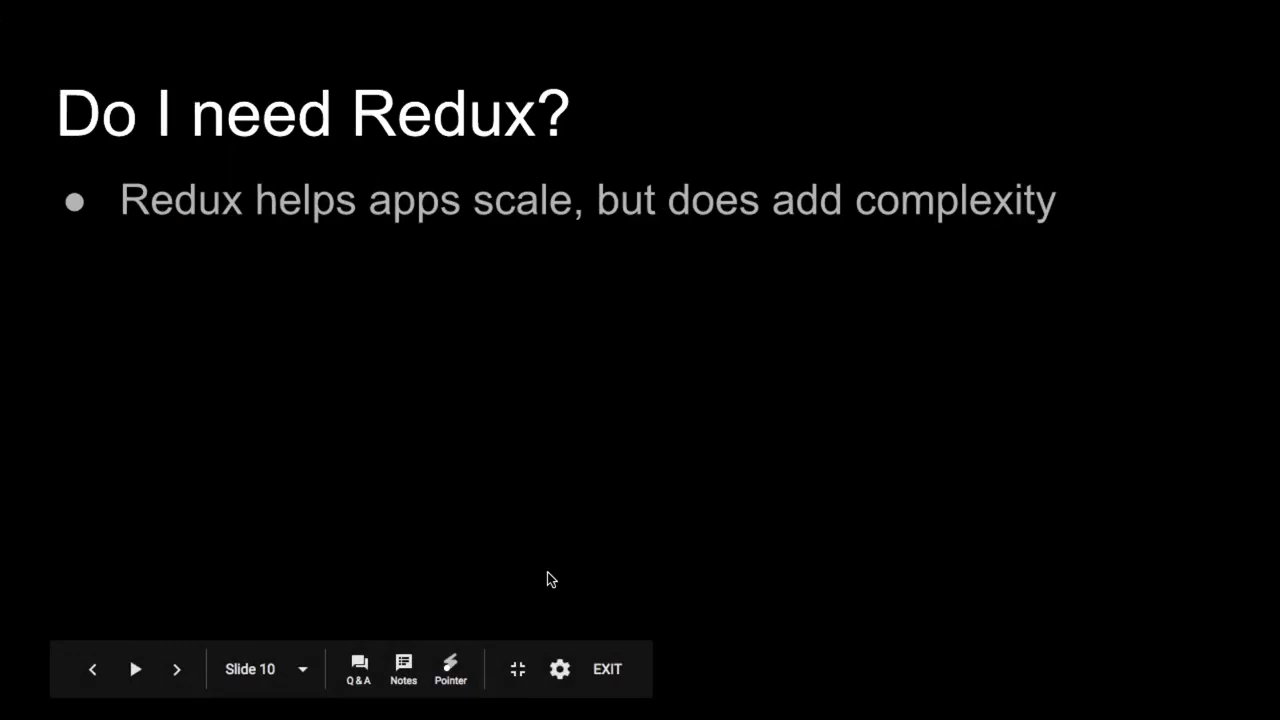 Do I need Redux?
● Redux helps apps scale, but does add complexity
Slide 10 Q & A Notes Pointer EXIT